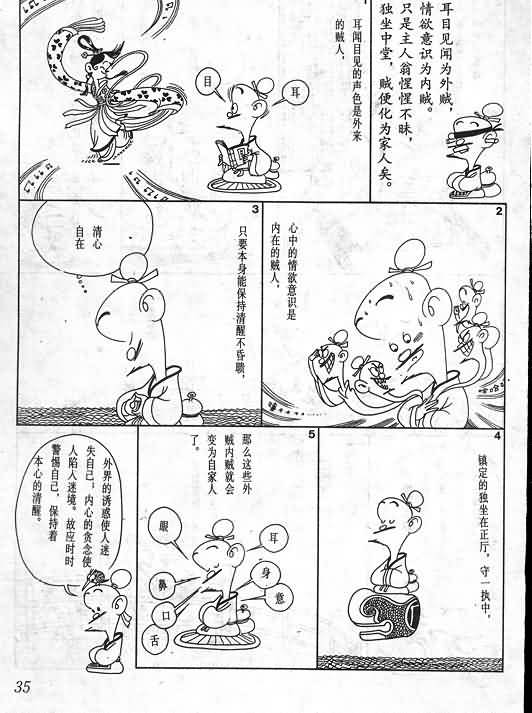 耳目见闻为外贼，
情欲意识为内贼。
只是主人翁惺惺不昧，
独坐中堂，贼便化为家人矣。
1
耳闻目见的声色是外来
的贼人，
耳
目
2
心中的情欲意识是
内在的贼人，
3
只要本身能保持清醒不昏聩，
清心
自在
4
镇定的独坐在正厅，守一执中，
5
那么这些外
贼内贼就会
变为自家人
了。
眼
耳
鼻
身
口
意
舌
外界的诱惑使人迷
失自己；内心的贪念使
人陷入迷境。故应时时
警惕自己，保持着
本心的清醒。
35